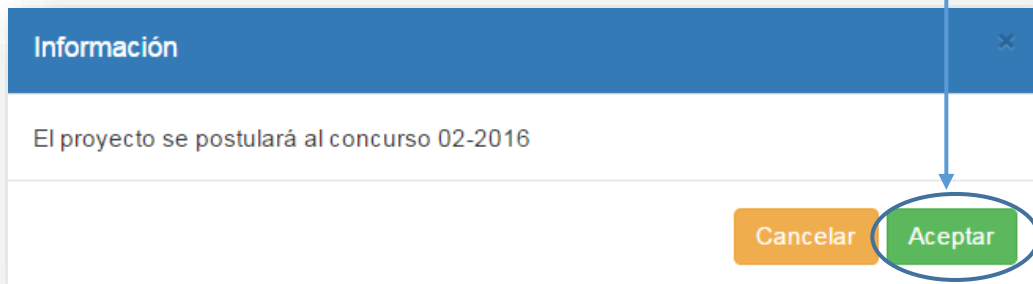 Información ×
El proyecto se postulará al concurso 02-2016
Cancelar Aceptar